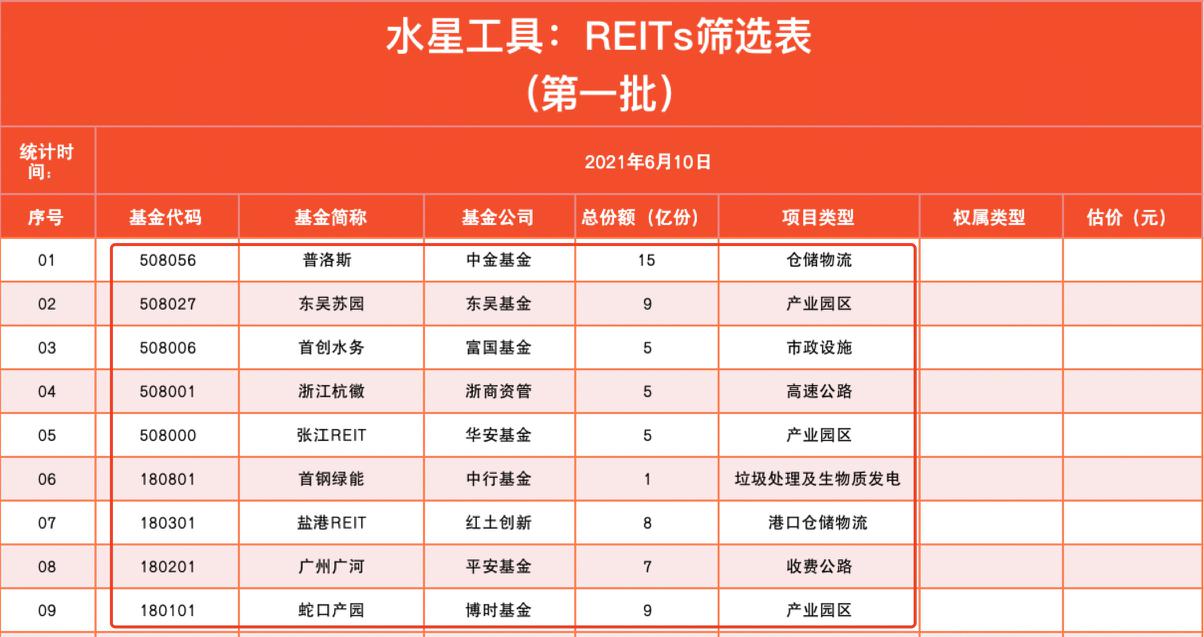 水星工具：REITs筛选表
(第一批)
统计时
间：
2021年6月10日
序号 基金代码 基金简称 基金公司 总份额（亿份） 项目类型 权属类型 估价（元）
01 508056 普洛斯 中金基金 15 仓储物流
02 508027 东吴苏园 东吴基金 9 产业园区
03 508006 首创水务 富国基金 5 市政设施
04 508001 浙江杭徽 浙商资管 5 高速公路
05 508000 张江REIT 华安基金 5 产业园区
06 180801 首钢绿能 中行基金 1 垃圾处理及生物质发电
07 180301 盐港REIT 红土创新 8 港口仓储物流
08 180201 广州广河 平安基金 7 收费公路
09 180101 蛇口产园 博时基金 9 产业园区